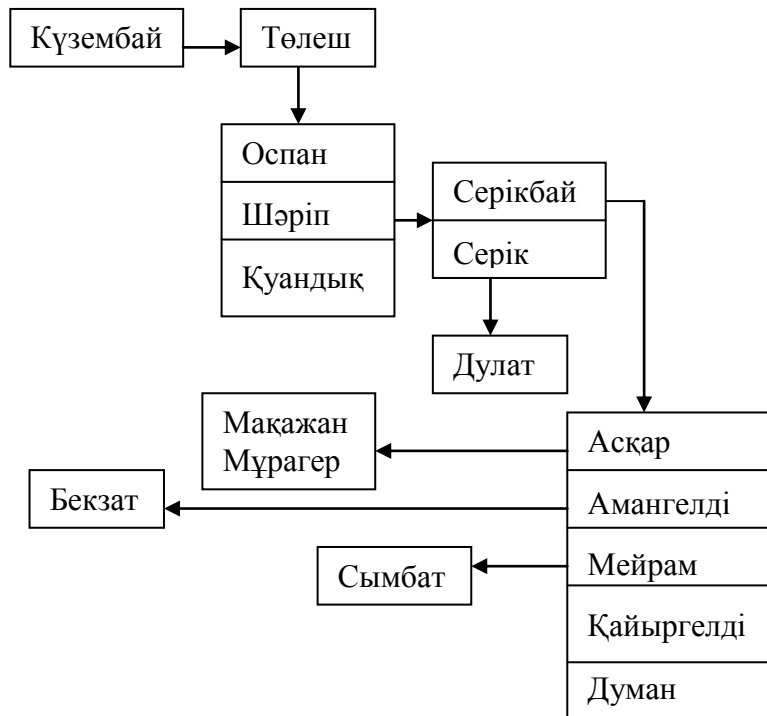 Күзембай
Төлеш
Оспан
Шәріп
Қуандық
Серікбай
Серік
Дулат
Мақажан
Мұрагер
Бекзат
Сымбат
Асқар
Амангелді
Мейрам
Қайыргелді
Думан